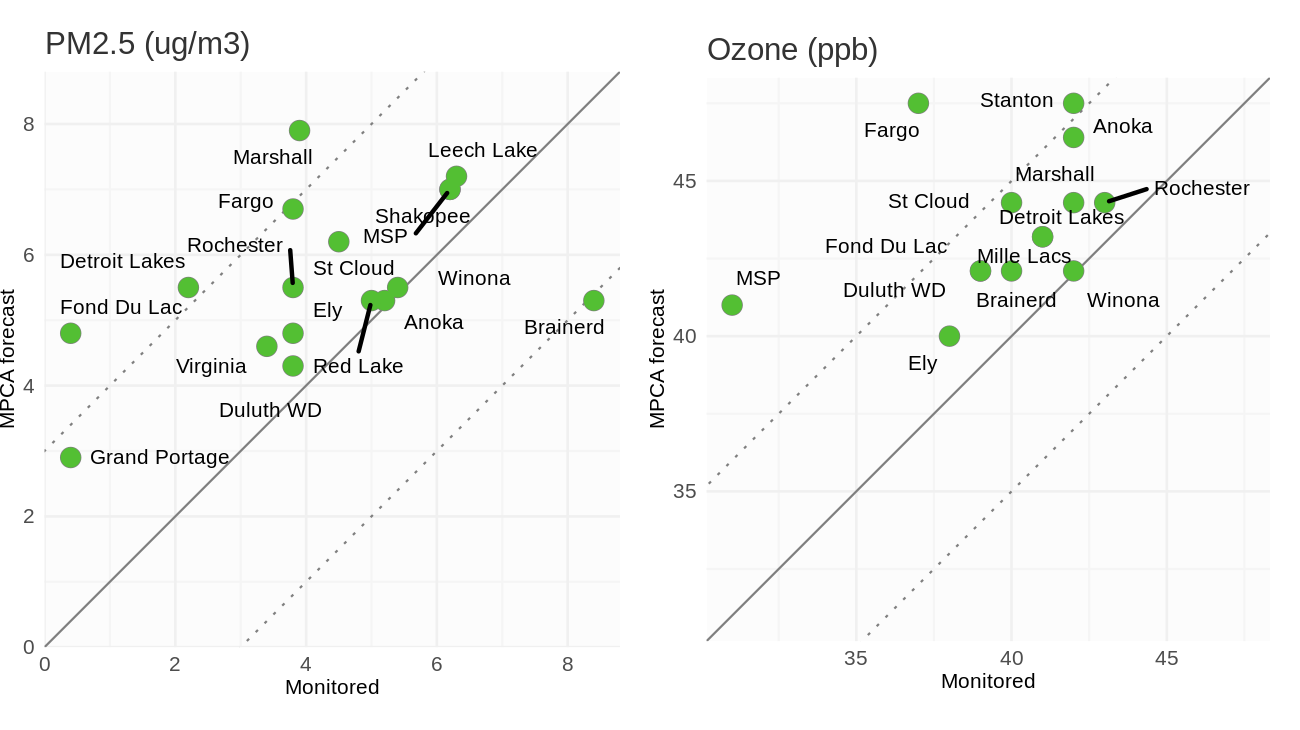 PM2.5 (ug/m3)
MPCA forecast
8
6
4
2
0
Marshall
Leech Lake
Fargo
Shakopee
MSP
Rochester
Detroit Lakes
St Cloud
Winona
Fond Du Lac
Ely
Anoka
Brainerd
Virginia
Red Lake
Duluth WD
Grand Portage
0 2 4 6 8
Monitored
Ozone (ppb)
MPCA forecast
45
40
35
Stanton
Fargo
Anoka
Marshall
Rochester
St Cloud
Detroit Lakes
Fond Du Lac
Mille Lacs
MSP
Duluth WD
Brainerd
Winona
Ely
35 40 45
Monitored